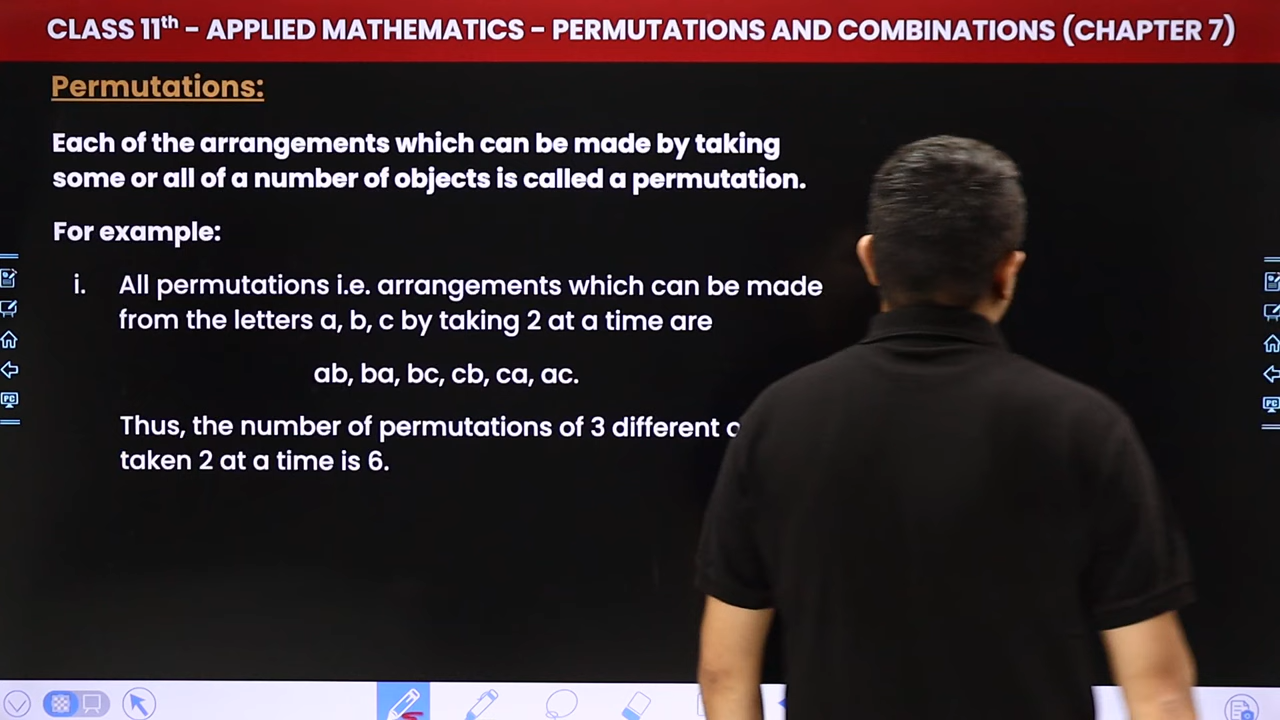 CLASS 11th – APPLIED MATHEMATICS – PERMUTATIONS AND COMBINATIONS (CHAPTER 7)
Permutations:
Each of the arrangements which can be made by taking
some or all of a number of objects is called a permutation.
For example:
i. All permutations i.e. arrangements which can be made
from the letters a, b, c by taking 2 at a time are
ab, ba, bc, cb, ca, ac.
Thus, the number of permutations of 3 different
taken 2 at a time is 6.
PC
PC